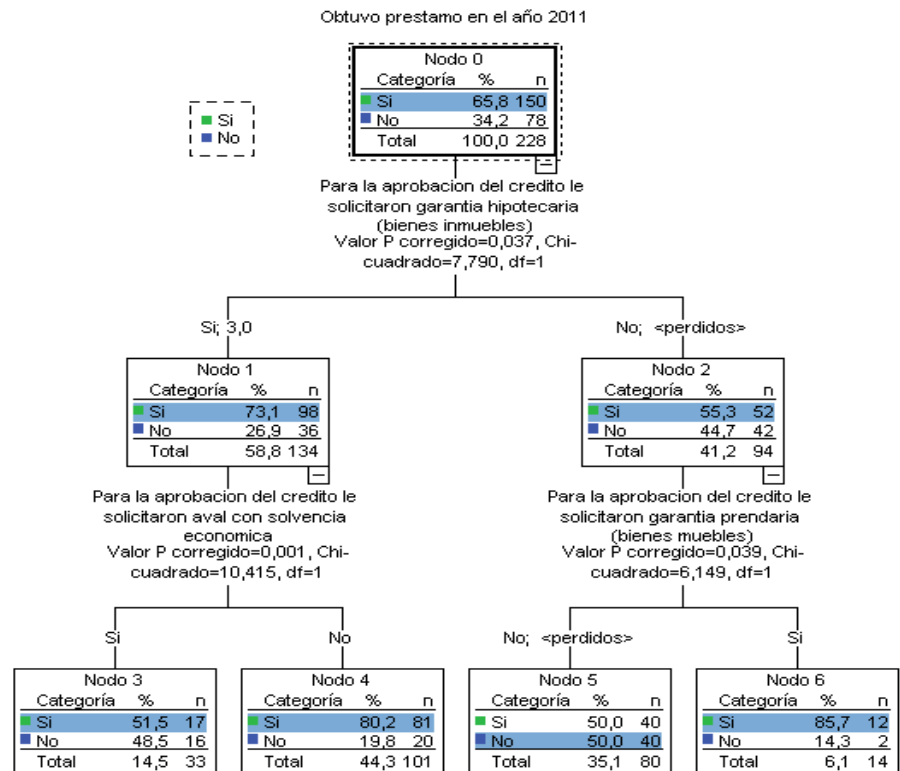 Obtuvo prestamo en el año 2011
Si
No
Nodo 0
Categoría % n
Si 65,8 150
No 34,2 78
Total 100,0 228
Para la aprobacion del credito le
solicitaron garantia hipotecaria
(bienes inmuebles)
Valor P corregido=0,037, Chi-
cuadrado=7,790, df=1
Si; 3,0
No; <perdidos>
Nodo 1
Categoría % n
Si 73,1 98
No 26,9 36
Total 58,8 134
Nodo 2
Categoría % n
Si 55,3 52
No 44,7 42
Total 41,2 94
Para la aprobacion del credito le
solicitaron aval con solvencia
economica
Valor P corregido=0,001, Chi-
cuadrado=10,415, df=1
Para la aprobacion del credito le
solicitaron garantia prendaria
(bienes muebles)
Valor P corregido=0,039, Chi-
cuadrado=6,149, df=1
Si
No
No; <perdidos>
Si
Nodo 3
Categoría % n
Si 51,5 17
No 48,5 16
Total 14,5 33
Nodo 4
Categoría % n
Si 80,2 81
No 19,8 20
Total 44,3 101
Nodo 5
Categoría % n
Si 50,0 40
No 50,0 40
Total 35,1 80
Nodo 6
Categoría % n
Si 85,7 12
No 14,3 2
Total 6,1 14